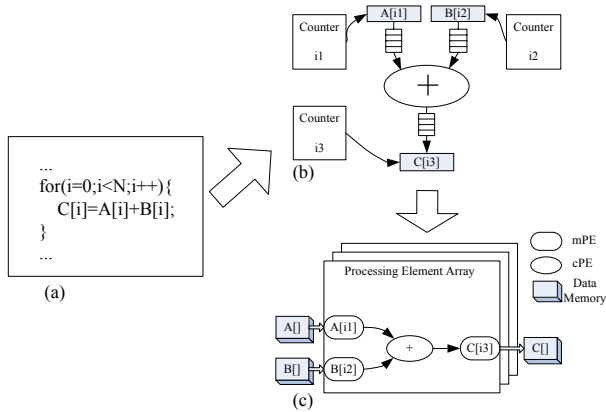 ...
for(i=0;i<N;i++){
C[i]=A[i]+B[i];
}
...
(a)
Counter
i1
A[i1]
B[i2]
Counter
i2
+
Counter
i3
C[i3]
(b)
Processing Element Array
A[]
A[i1]
B[]
B[i2]
+
C[i3]
C[]
mPE
cPE
Data
Memory
(c)